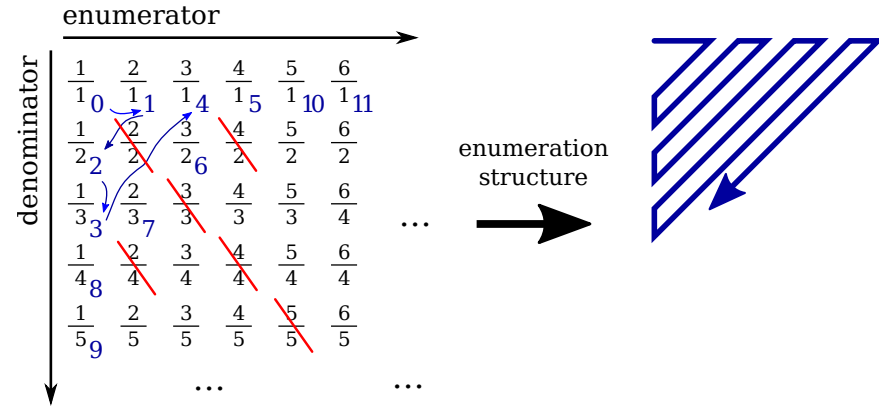 enumerator
denominator
1/1 0 2/1 1 3/1 4 4/1 5 5/1 10 6/1 11
1/2 2 2/2 3/2 6 4/2 5/2 6/2
1/3 3 2/3 7 3/3 4/3 5/3 6/4 ...
1/4 8 2/4 3/4 4/4 5/4 6/4
1/5 9 2/5 3/5 4/5 5/5 6/5
... ...
enumeration
structure